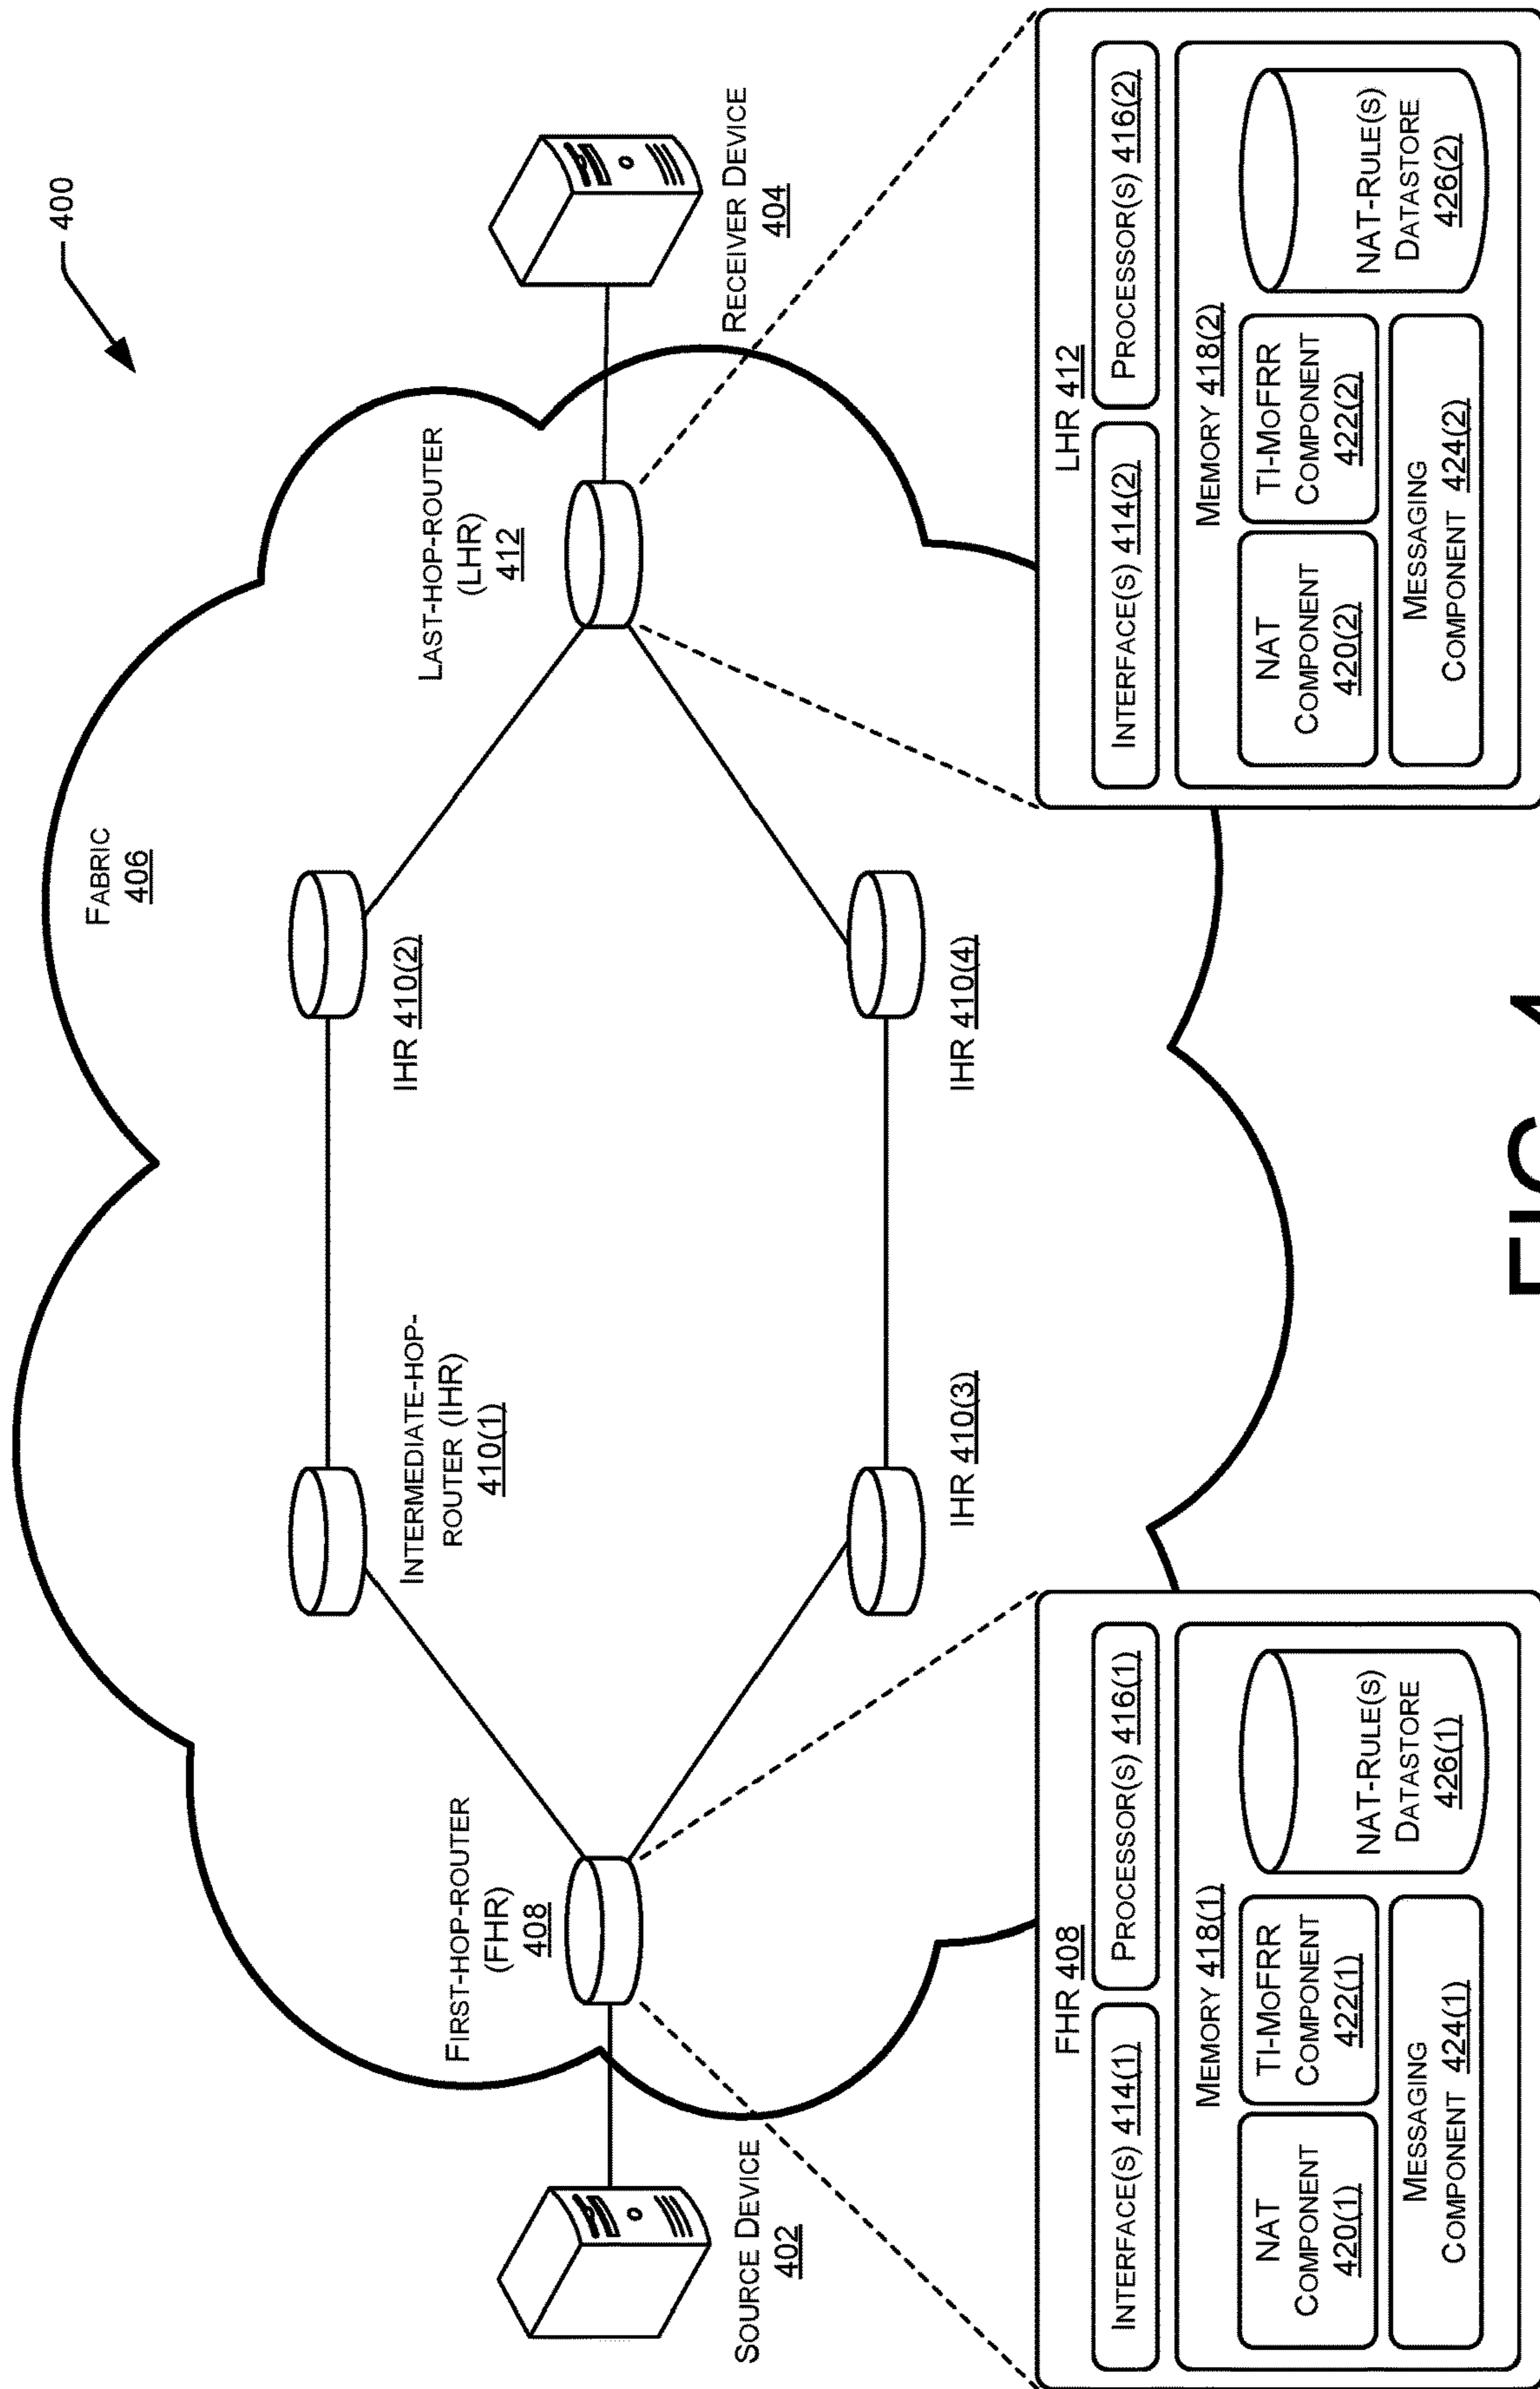 400
FABRIC
406
LAST-HOP-ROUTER
(LHR)
412
RECEIVER DEVICE
404
IHR 410(2)
INTERMEDIATE-HOP-
ROUTER (IHR)
410(1)
FIRST-HOP-ROUTER
(FHR)
408
SOURCE DEVICE
402
IHR 410(3)
IHR 410(4)
FHR 408
INTERFACE(S) 414(1)
PROCESSOR(S) 416(1)
MEMORY 418(1)
NAT
COMPONENT
420(1)
TI-MOFRR
COMPONENT
422(1)
MESSAGING
COMPONENT 424(1)
NAT-RULE(S)
DATASTORE
426(1)
LHR 412
INTERFACE(S) 414(2)
PROCESSOR(S) 416(2)
MEMORY 418(2)
NAT
COMPONENT
420(2)
TI-MOFRR
COMPONENT
422(2)
MESSAGING
COMPONENT 424(2)
NAT-RULE(S)
DATASTORE
426(2)